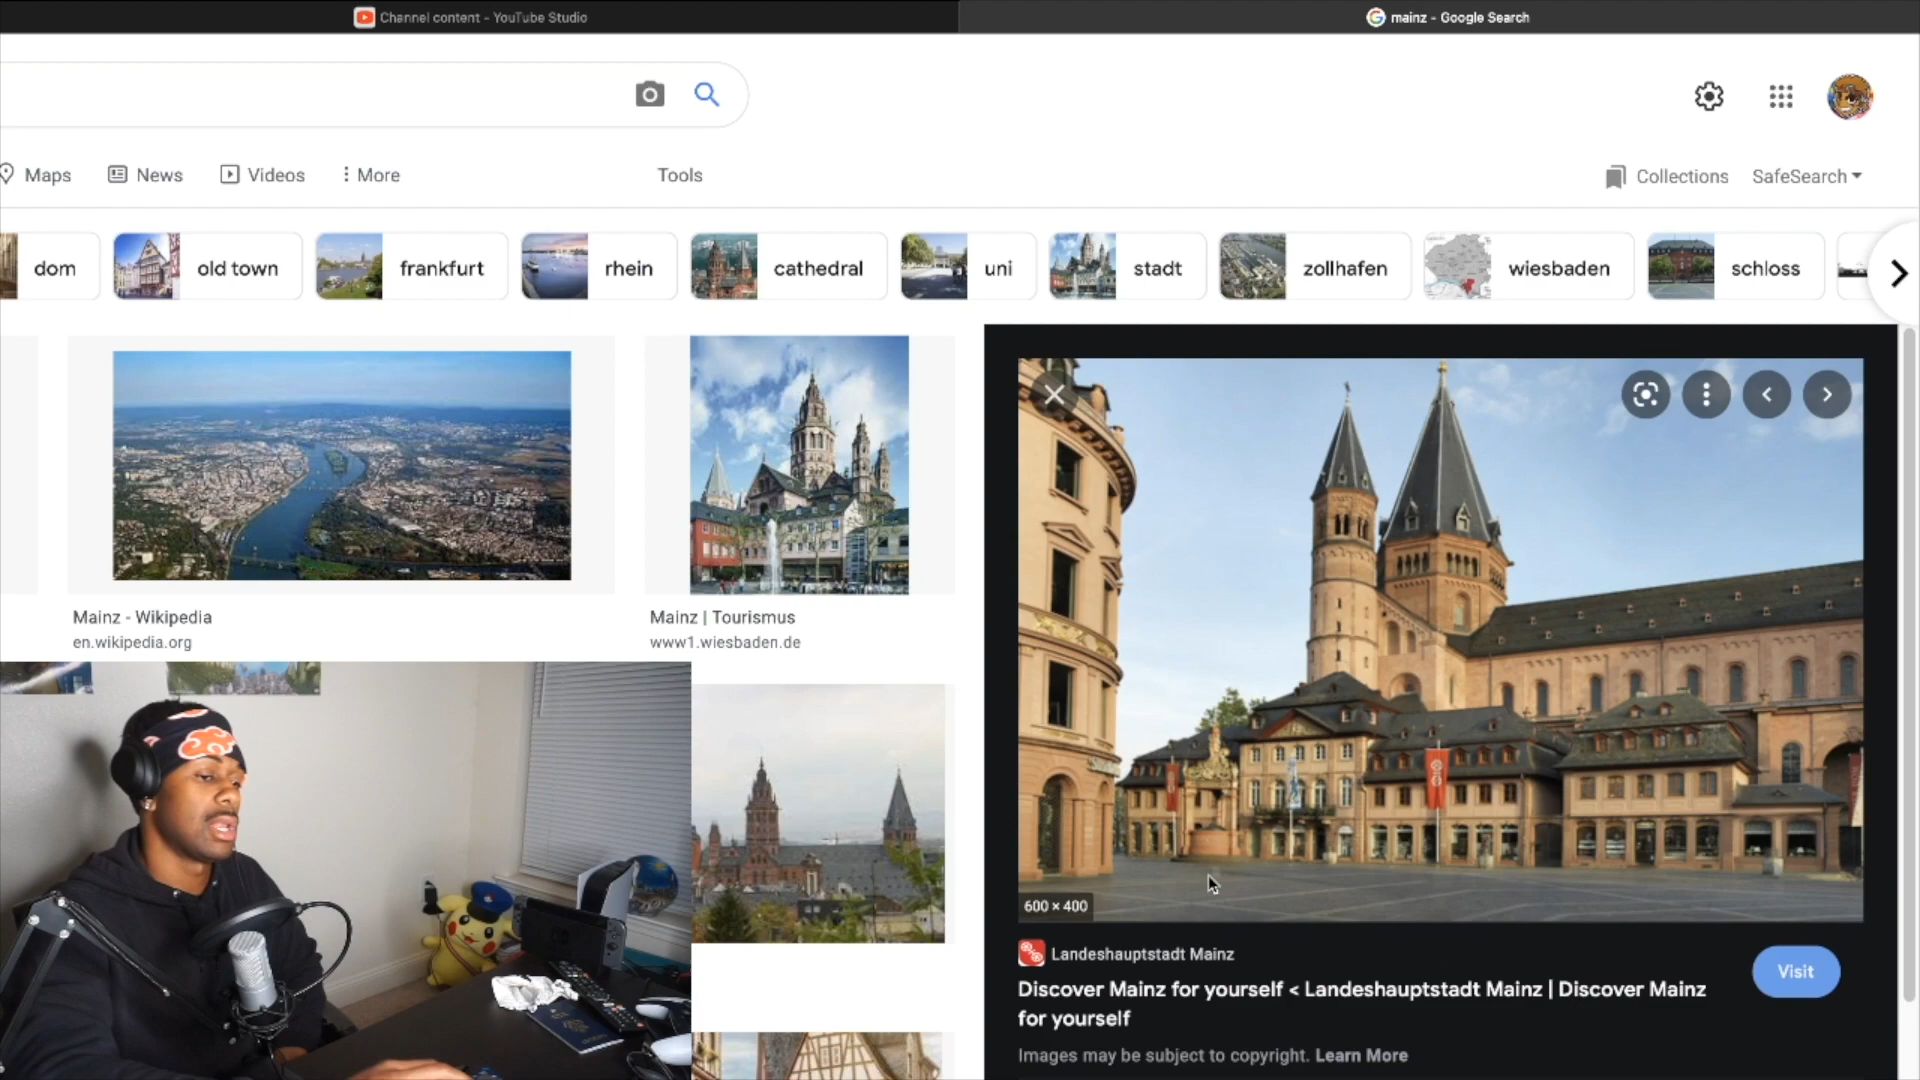 Channel content - YouTube Studio
mainz - Google Search
Maps
News
Videos
More
Tools
Collections
SafeSearch
dom
old town
frankfurt
rhein
cathedral
uni
stadt
zollhafen
wiesbaden
schloss
Mainz - Wikipedia
en.wikipedia.org
Mainz | Tourismus
www1.wiesbaden.de
600 × 400
Landeshauptstadt Mainz
Discover Mainz for yourself < Landeshauptstadt Mainz | Discover Mainz
for yourself
Visit
Images may be subject to copyright. Learn More